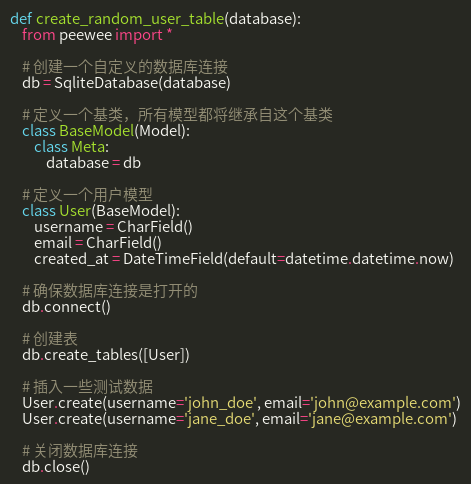 def create_random_user_table(database):
from peewee import *
# 创建一个自定义的数据库连接
db = SqliteDatabase(database)
# 定义一个基类，所有模型都将继承自这个基类
class BaseModel(Model):
class Meta:
database = db
# 定义一个用户模型
class User(BaseModel):
username = CharField()
email = CharField()
created_at = DateTimeField(default=datetime.datetime.now)
# 确保数据库连接是打开的
db.connect()
# 创建表
db.create_tables([User])
# 插入一些测试数据
User.create(username='john_doe', email='john@example.com')
User.create(username='jane_doe', email='jane@example.com')
# 关闭数据库连接
db.close()